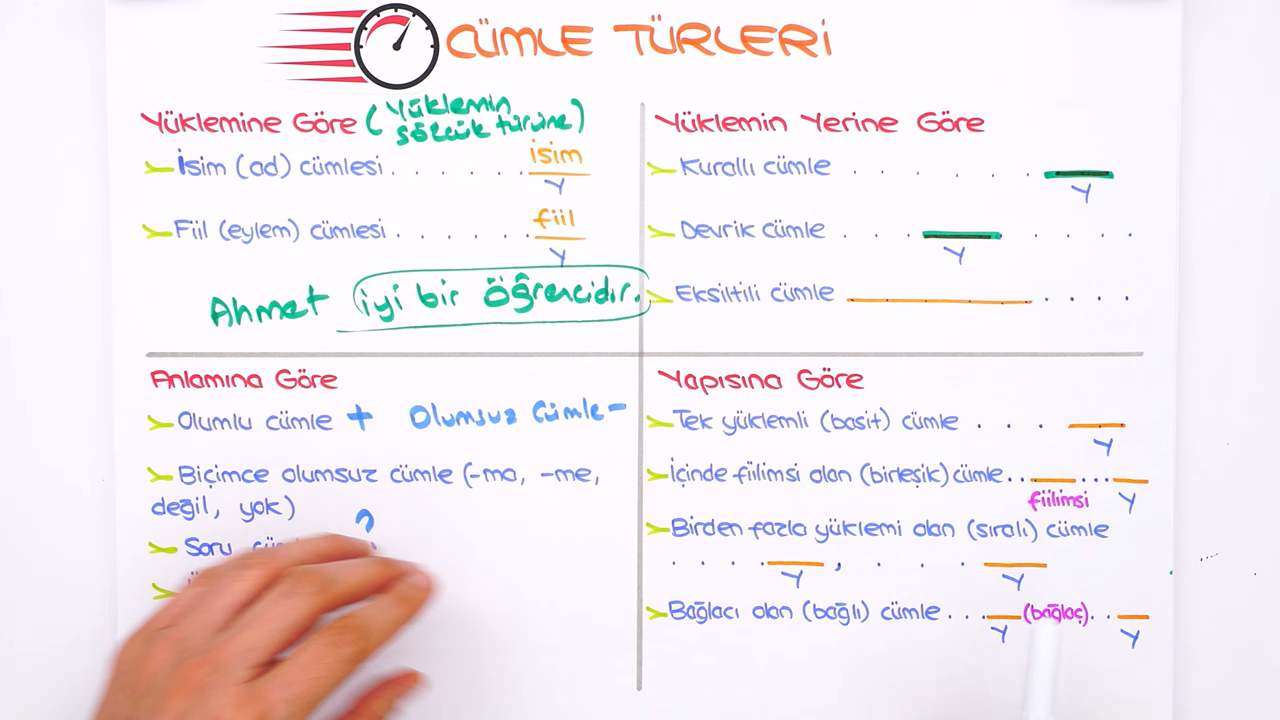 CÜMLE TÜRLERİ
Yüklemine Göre (Yüklemin
sözcük türüne)
İsim (ad) cümlesi . . . . . . isim
Y
Fiil (eylem) cümlesi . . . . . . fiil
Y
Ahmet iyi bir öğrencidir.
Yüklemin Yerine Göre
Kurallı cümle . . . . .
Y
Devrik cümle . . . . . . .
Y
Eksiltili cümle . . . .
Anlamına Göre
Olumlu cümle + Olumsuz Cümle -
Biçimce olumsuz cümle (-ma, -me,
değil, yok)
Soru ?
Yapısına Göre
Tek yüklemli (basit) cümle . . . .
Y
İçinde fiilimsi olan (birleşik) cümle.. ...
fiilimsi Y
Birden fazla yüklemi olan (sıralı) cümle
. . . . , . . . .
Y Y
Bağlacı olan (bağlı) cümle . . . (bağlaç). .
Y Y